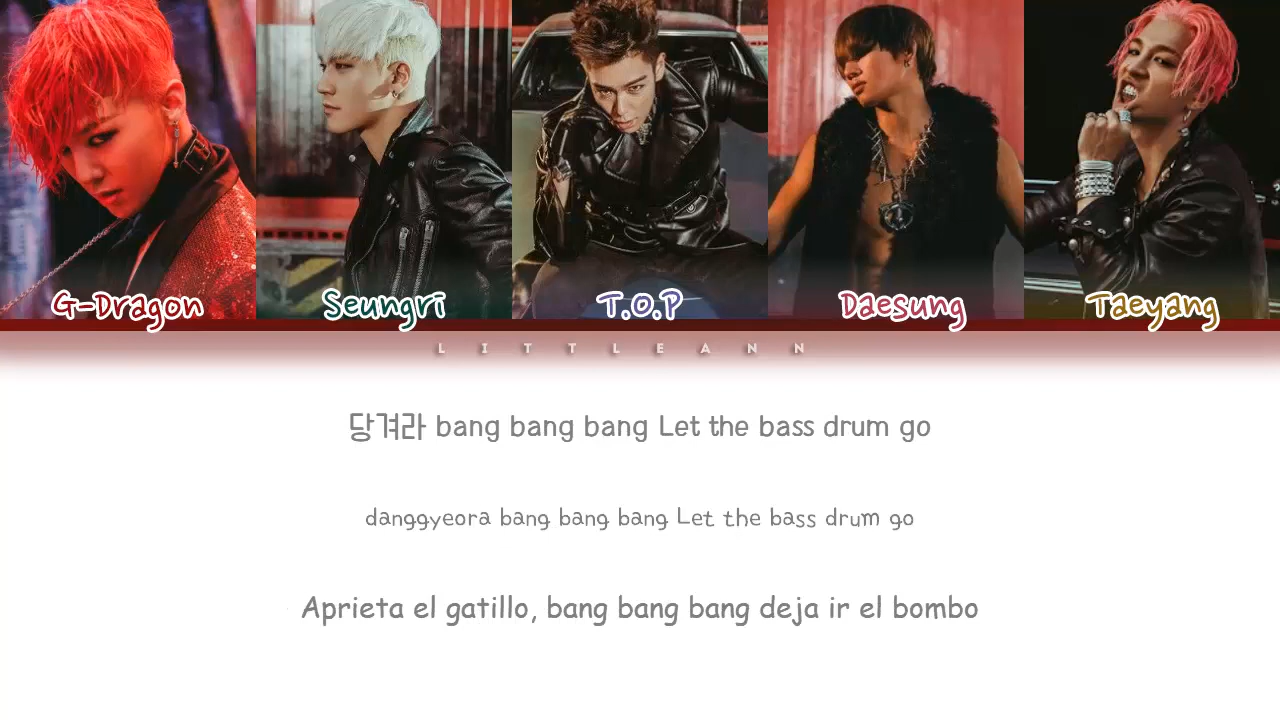 G-Dragon Seungri T.O.P Daesung Taeyang
LITTLEANN
당겨라 bang bang bang Let the bass drum go
danggyeora bang bang bang Let the bass drum go
Aprieta el gatillo, bang bang bang deja ir el bombo